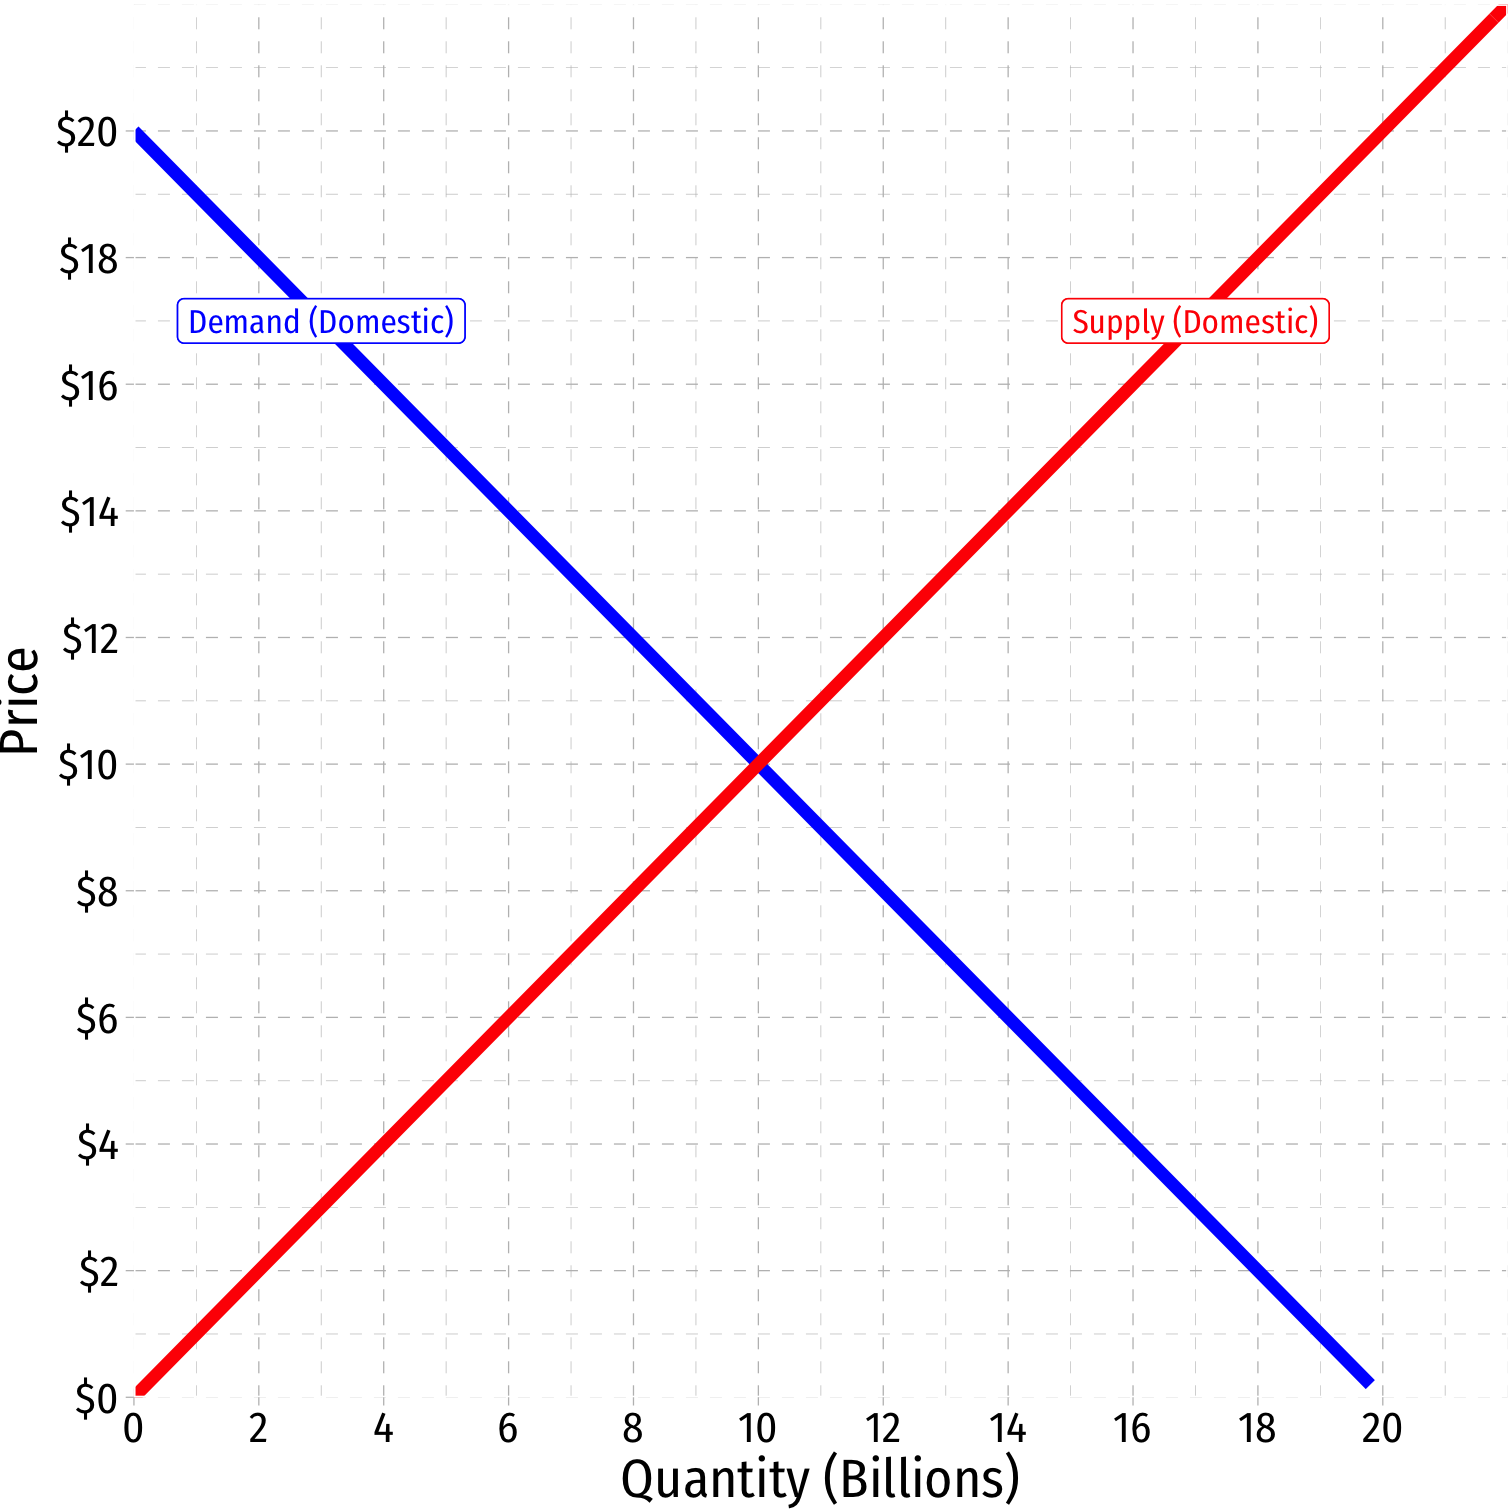 $20
$18
Demand (Domestic)
Supply (Domestic)
$16
$14
$12
Price
$10
$8
$6
$4
$2
$0
0 2 4 6 8 10 12 14 16 18 20
Quantity (Billions)